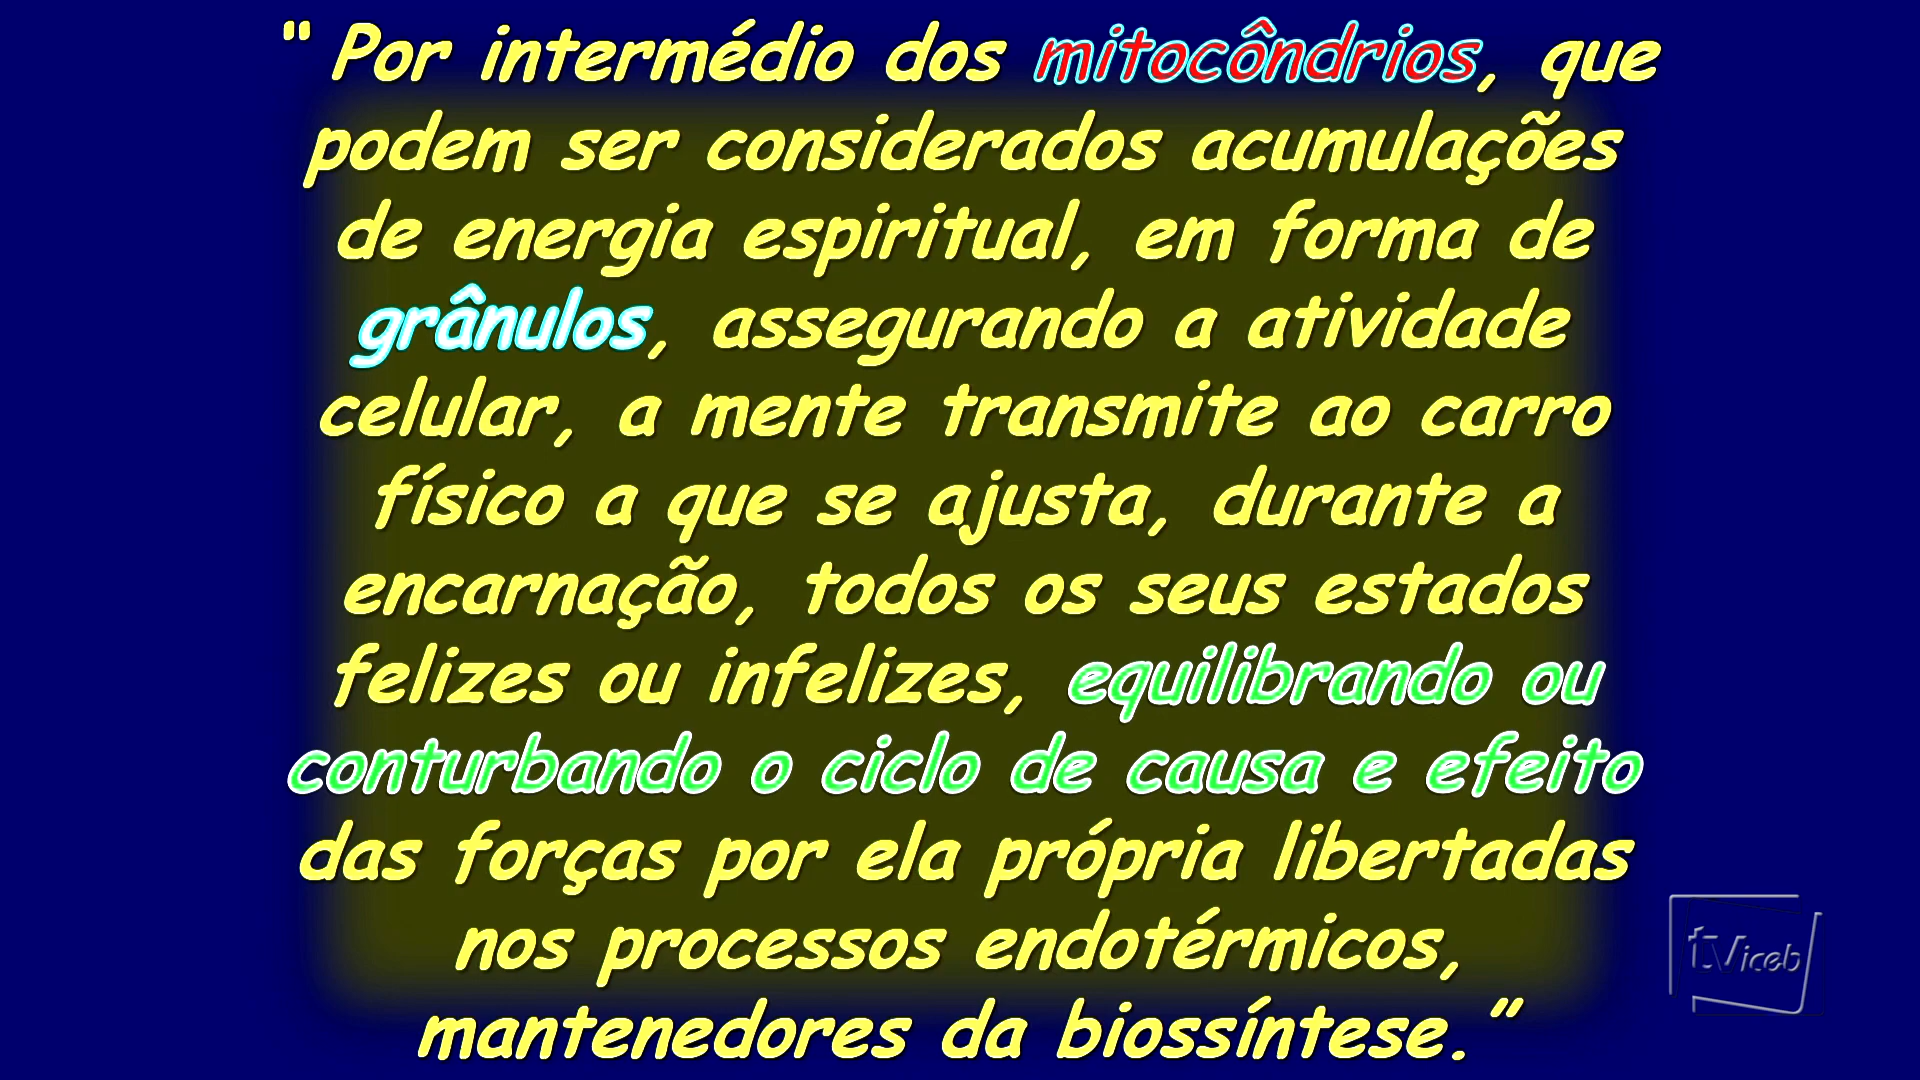 " Por intermédio dos mitocôndrios, que
podem ser considerados acumulações
de energia espiritual, em forma de
grânulos, assegurando a atividade
celular, a mente transmite ao carro
físico a que se ajusta, durante a
encarnação, todos os seus estados
felizes ou infelizes, equilibrando ou
conturbando o ciclo de causa e efeito
das forças por ela própria libertadas
nos processos endotérmicos,
mantenedores da biossíntese.”
tviceb